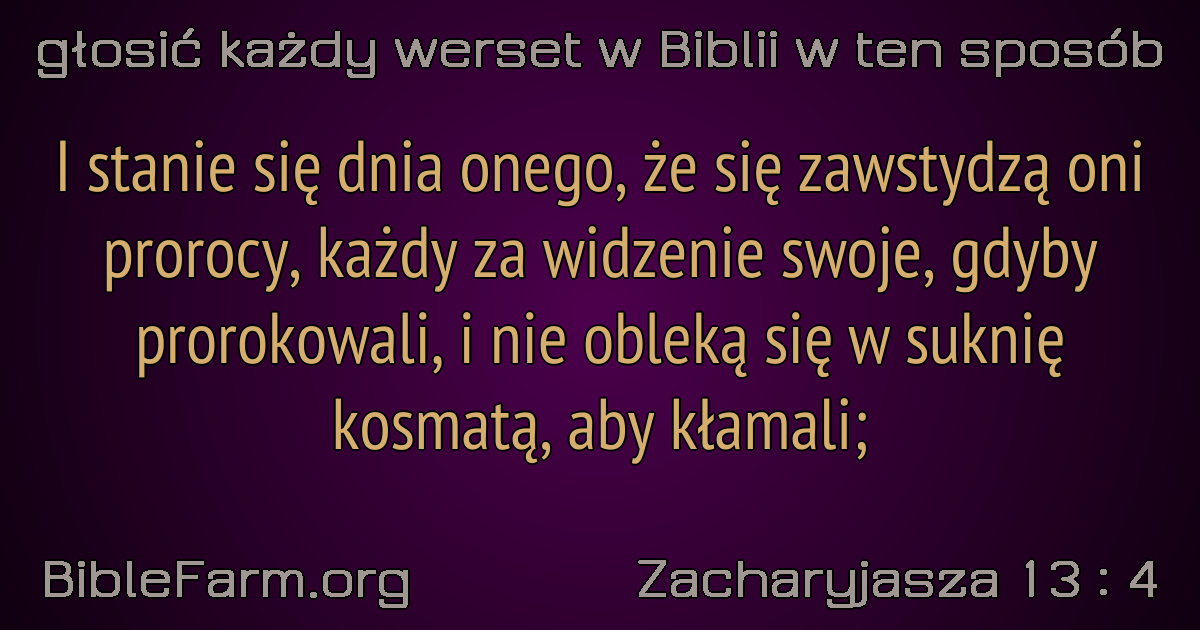 głosić każdy werset w Biblii w ten sposób
I stanie się dnia onego, że się zawstydzą oni
prorocy, każdy za widzenie swoje, gdyby
prorokowali, i nie obleką się w suknię
kosmatą, aby kłamali;
BibleFarm.org
Zacharyjasza 13 : 4